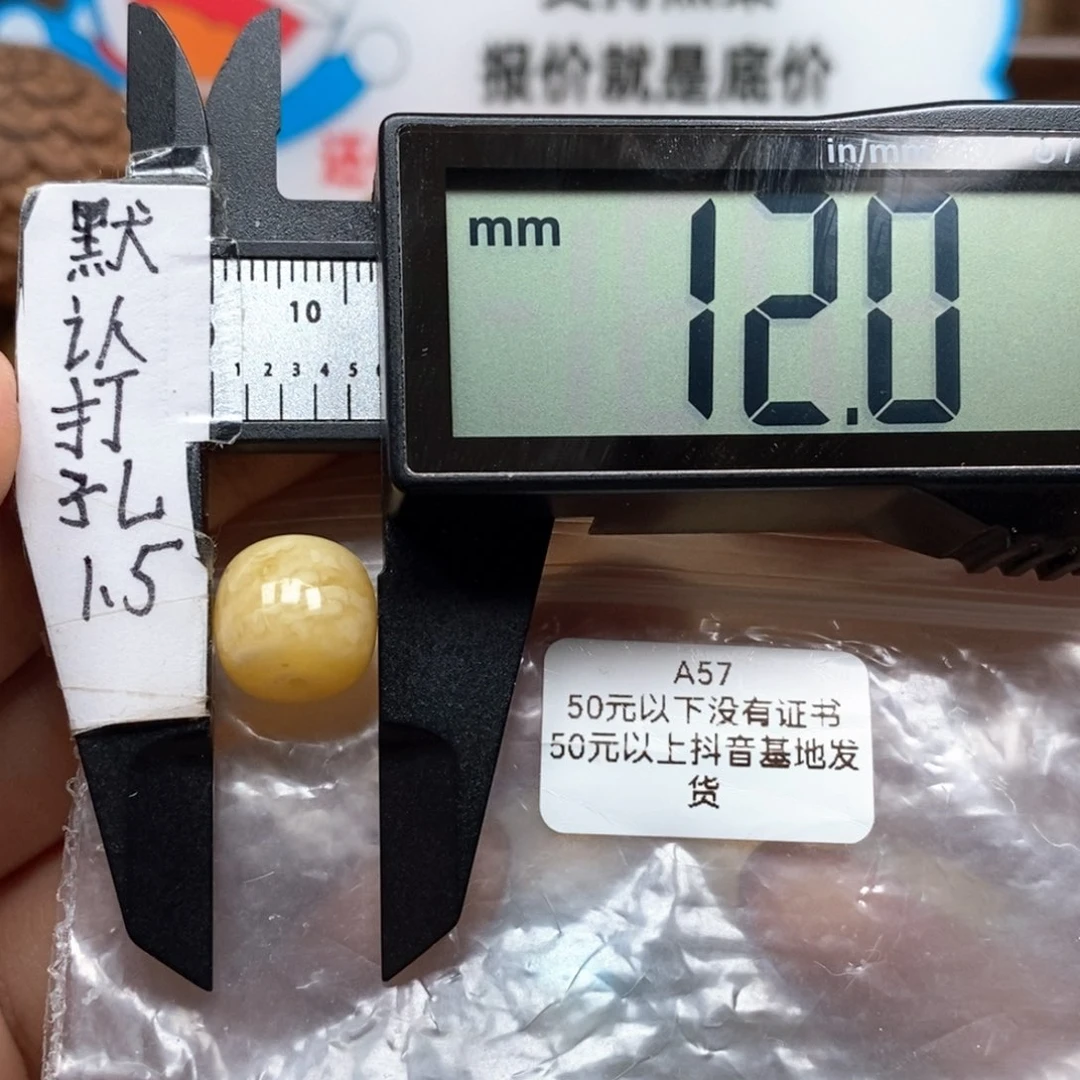 报价就是底价
in/mm
mm
12.0
10
1 2 3 4 5
默
认
打
孔
1.5
A57
50元以下没有证书
50元以上抖音基地发
货